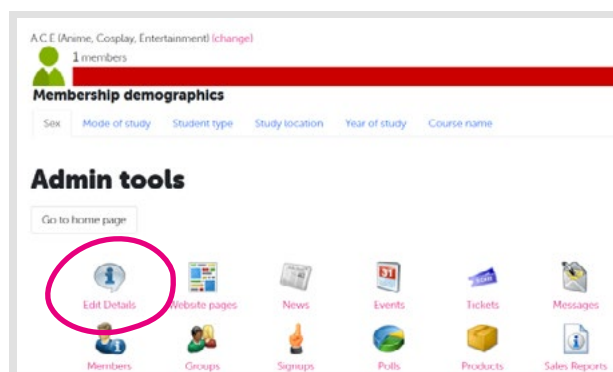 A.C.E (Anime, Cosplay, Entertainment) (change)
1 members
Membership demographics
Sex Mode of study Student type Study location Year of study Course name
Admin tools
Go to home page
Edit Details Website pages News Events Tickets Messages
Members Groups Signups Polls Products Sales Reports